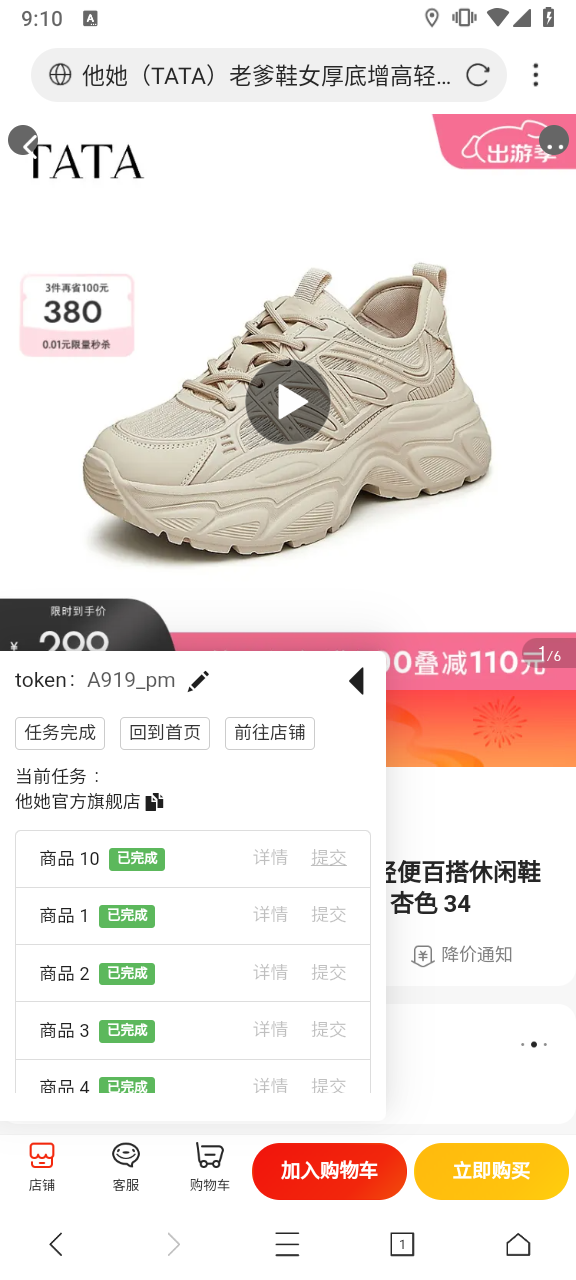 9:10
A
他她（TATA）老爹鞋女厚底增高轻...
TATA
出游季
3件再省100元
380
0.01元限量秒杀
限时到手价
¥ 299
00叠减110元
1/6
token： A919_pm
任务完成 回到首页 前往店铺
当前任务：
他她官方旗舰店
商品 10 已完成 详情 提交
商品 1 已完成 详情 提交
商品 2 已完成 详情 提交
商品 3 已完成 详情 提交
商品 4 已完成 详情 提交
轻便百搭休闲鞋
杏色 34
降价通知
店铺 客服 购物车 加入购物车 立即购买
1